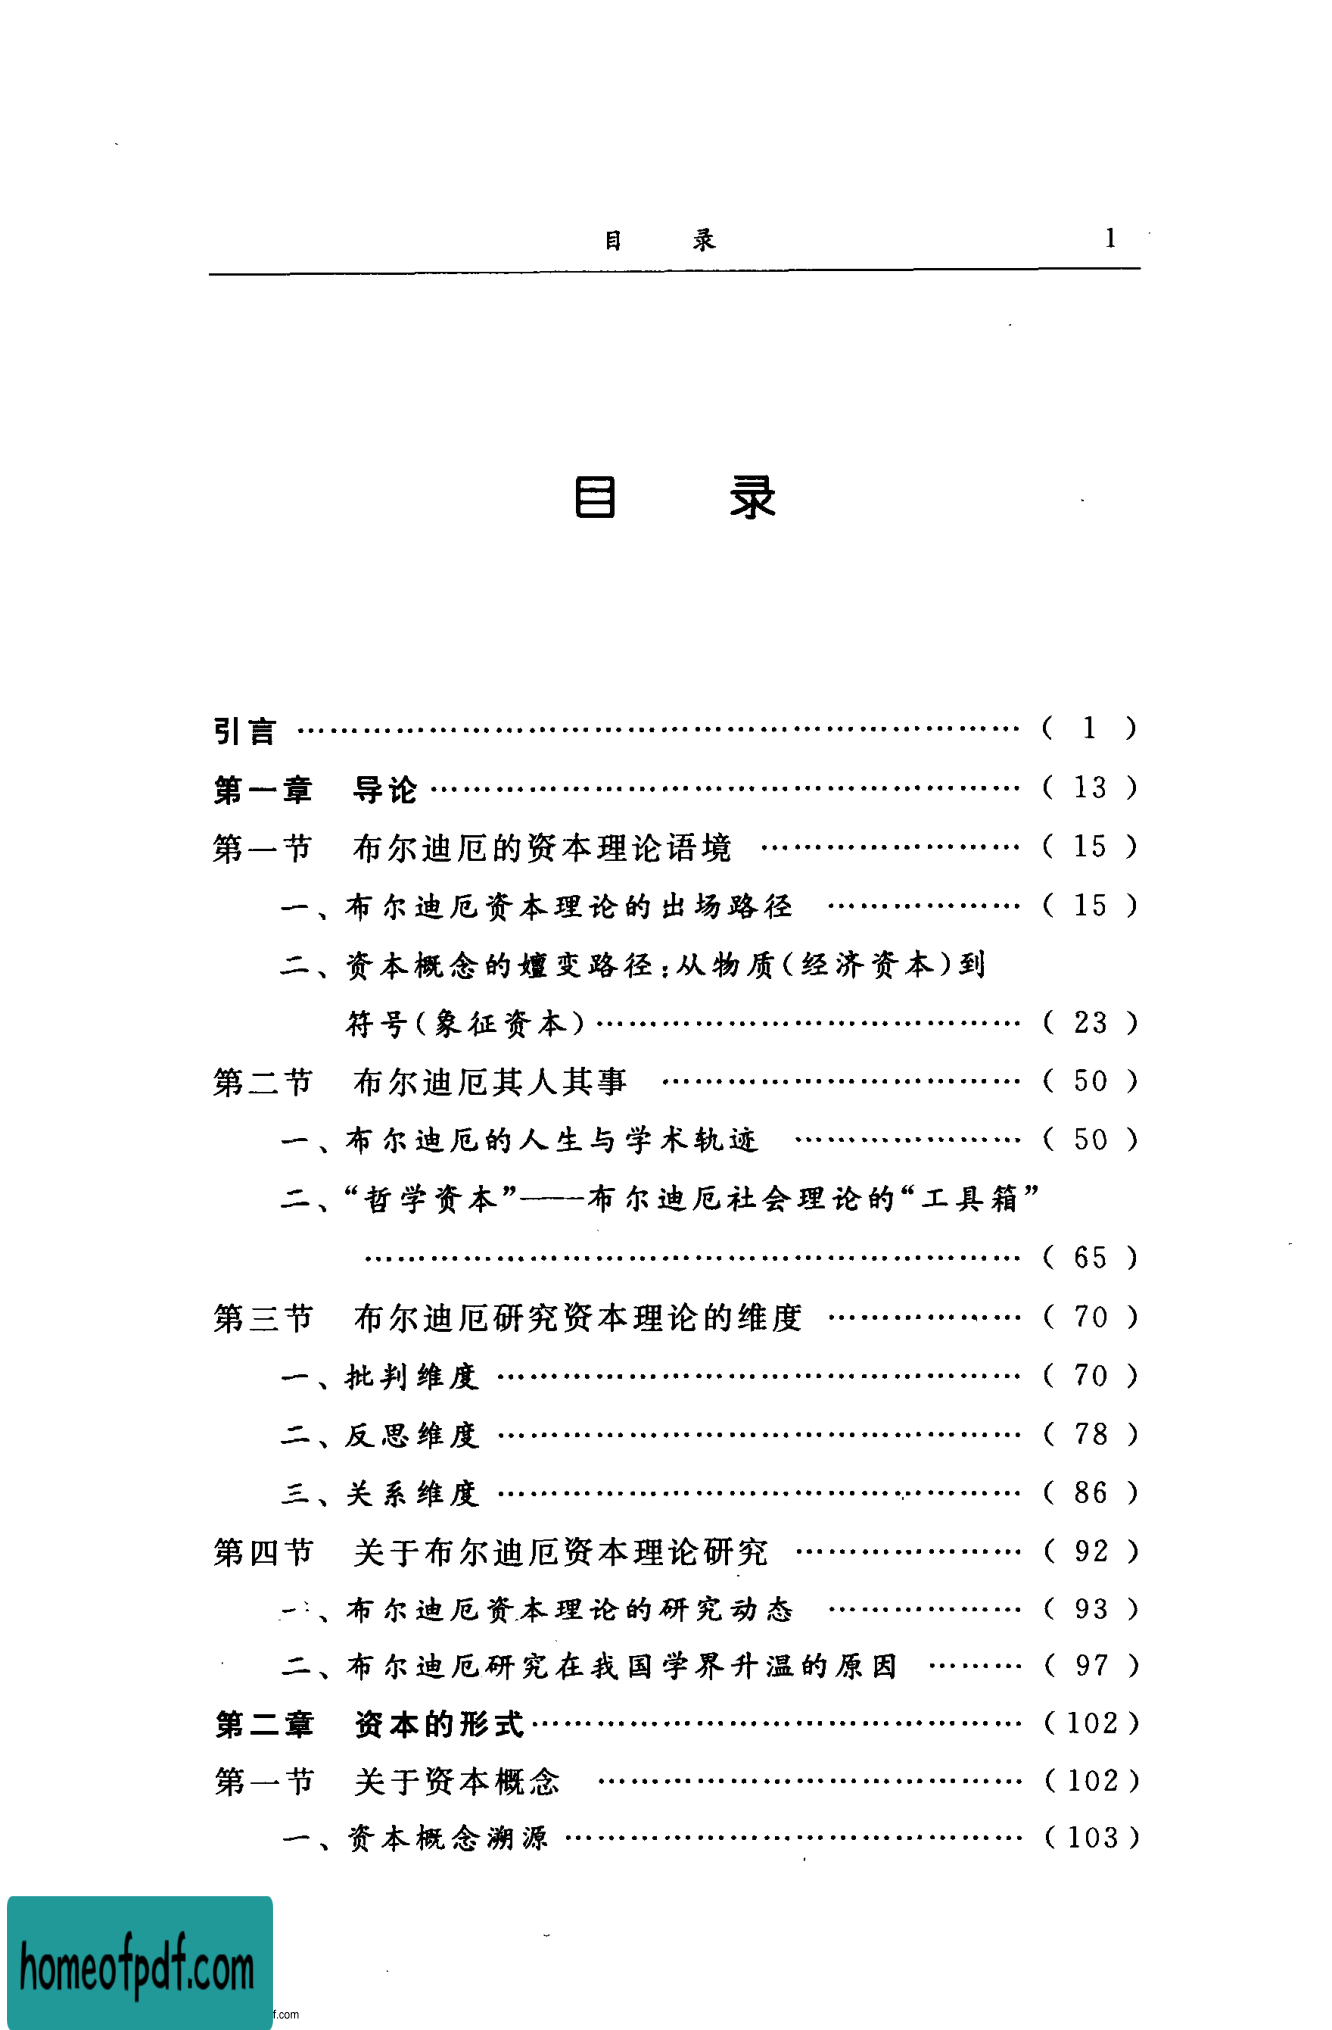 目 录 1
目 录
引言 ………………………………………………………… ( 1 )
第一章 导论 ……………………………………………… ( 13 )
第一节 布尔迪厄的资本理论语境 …………………… ( 15 )
一、布尔迪厄资本理论的出场路径 ……………… ( 15 )
二、资本概念的嬗变路径:从物质(经济资本)到
符号(象征资本) ………………………………… ( 23 )
第二节 布尔迪厄其人其事 …………………………… ( 50 )
一、布尔迪厄的人生与学术轨迹 ………………… ( 50 )
二、“哲学资本”——布尔迪厄社会理论的“工具箱”
…………………………………………………… ( 65 )
第三节 布尔迪厄研究资本理论的维度 ……………… ( 70 )
一、批判维度 ………………………………………… ( 70 )
二、反思维度 ………………………………………… ( 78 )
三、关系维度 ………………………………………… ( 86 )
第四节 关于布尔迪厄资本理论研究 ………………… ( 92 )
一、布尔迪厄资本理论的研究动态 ……………… ( 93 )
二、布尔迪厄研究在我国学界升温的原因 ……… ( 97 )
第二章 资本的形式 ……………………………………… (102)
第一节 关于资本概念 ………………………………… (102)
一、资本概念溯源 …………………………………… (103)
homeofpdf.com
f.com